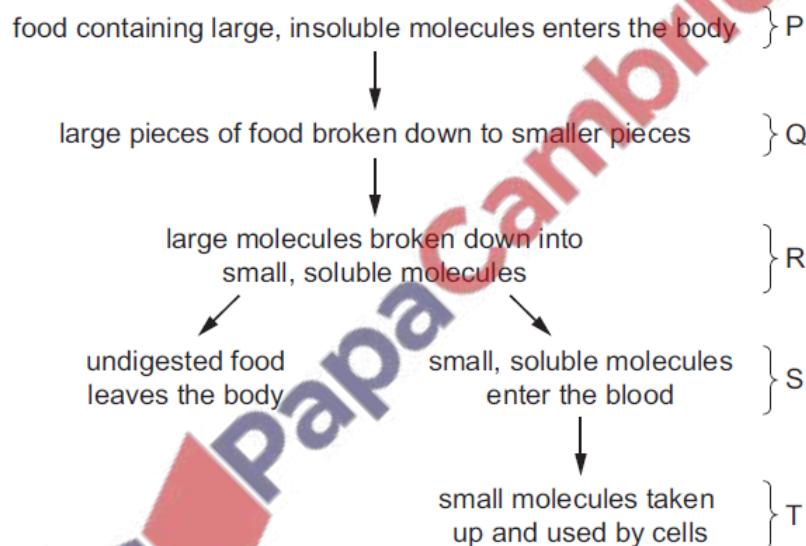 food containing large, insoluble molecules enters the body P
large pieces of food broken down to smaller pieces Q
large molecules broken down into
small, soluble molecules R
undigested food
leaves the body
small, soluble molecules
enter the blood S
small molecules taken
up and used by cells T
PapaCambri